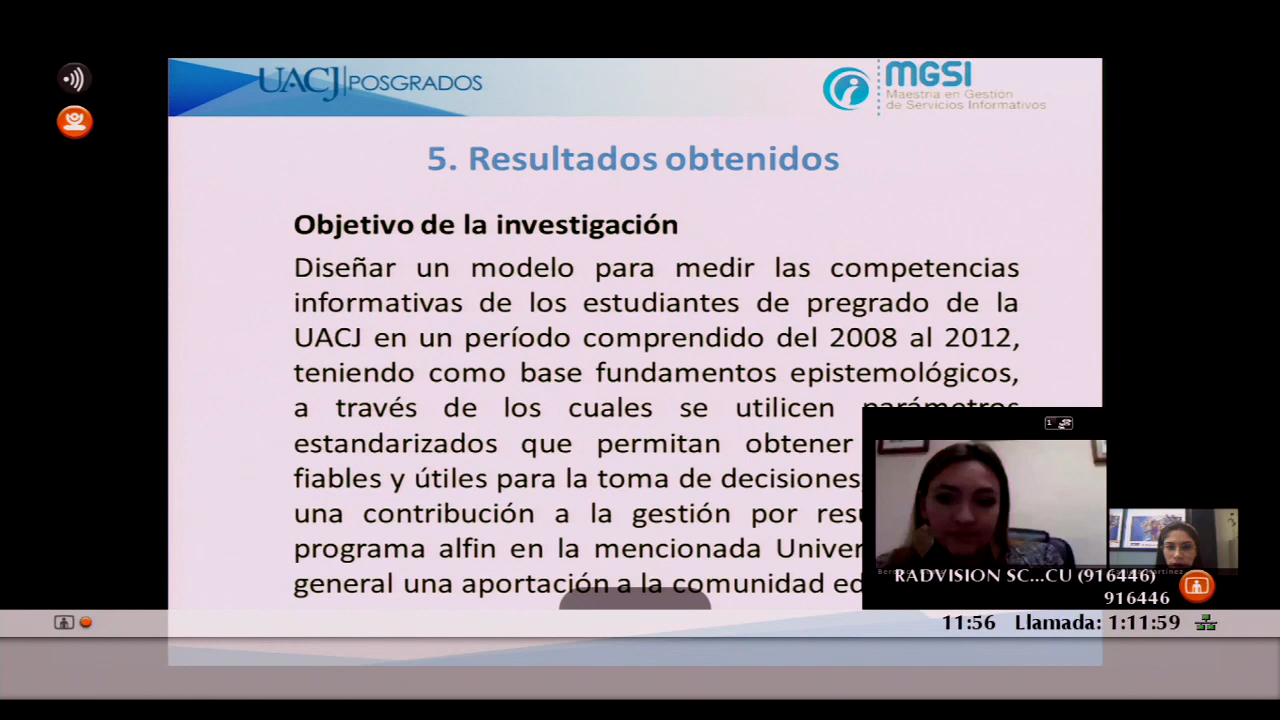 UACJ POSGRADOS
MGSI
Maestría en Gestión
de Servicios Informativos
5. Resultados obtenidos
Objetivo de la investigación
Diseñar un modelo para medir las competencias
informativas de los estudiantes de pregrado de la
UACJ en un período comprendido del 2008 al 2012,
teniendo como base fundamentos epistemológicos,
a través de los cuales se utilicen parámetros
estandarizados que permitan obtener
fiables y útiles para la toma de decisiones,
una contribución a la gestión por
programa alfin en la mencionada
general una aportación a la comunidad
RADVISION SC...CU (916446)
916446
11:56 Llamada: 1:11:59